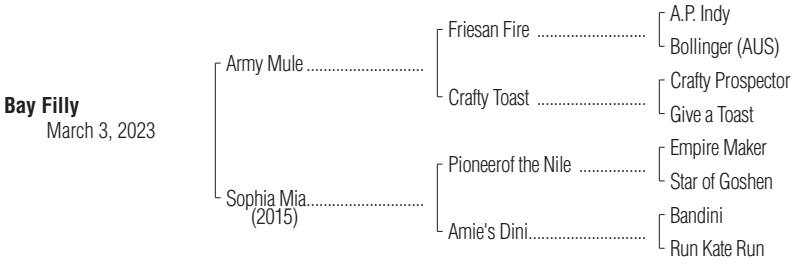 Bay Filly
March 3, 2023
Army Mule ...........................
Sophia Mia...........................
(2015)
Friesan Fire .........................
Crafty Toast .........................
Pioneerof the Nile ................
Amie's Dini...........................
A.P. Indy
Bollinger (AUS)
Crafty Prospector
Give a Toast
Empire Maker
Star of Goshen
Bandini
Run Kate Run